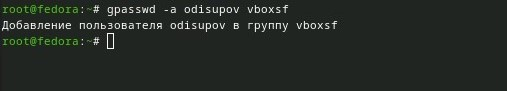 root@fedora:~# gpasswd -a odisupov vboxsf
Добавление пользователя odisupov в группу vboxsf
root@fedora:~#